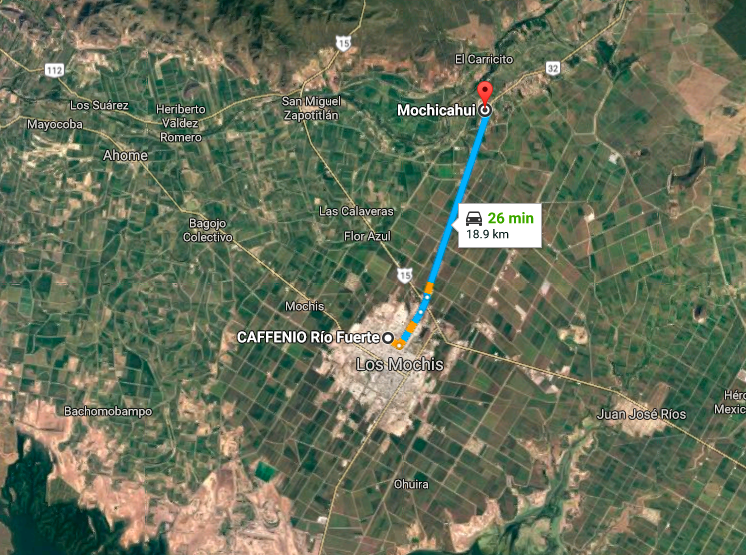 15
El Carricito
112
32
Los Suárez
San Miguel
Zapotitlán
Heriberto
Valdez
Romero
Mochicahui
Mayocoba
Ahome
Las Calaveras
26 min
Bagojo
Colectivo
Flor Azul
18.9 km
15
Mochis
CAFFENIO Río Fuerte
Los Mochis
Héro
Mexic
Bachomobampo
Juan José Ríos
Ohuira